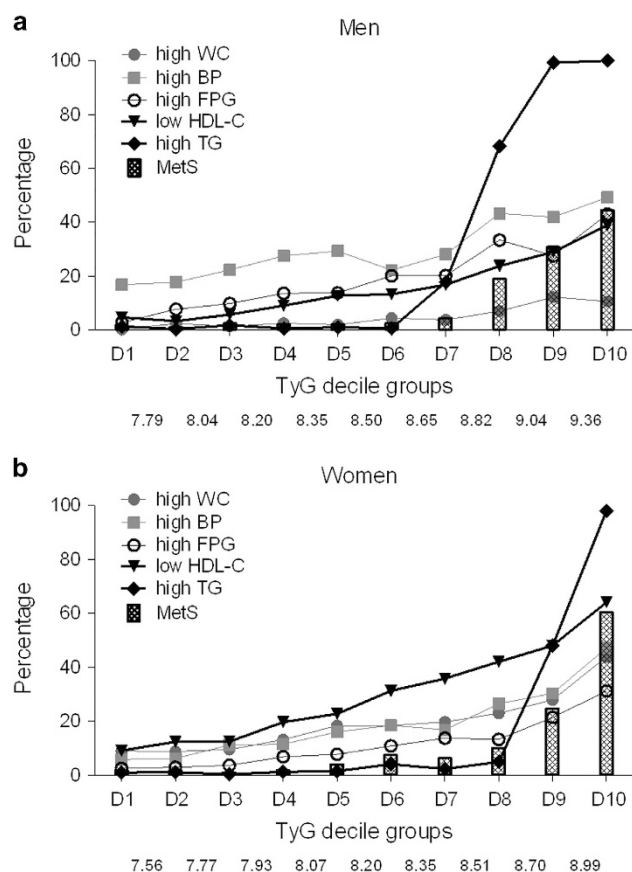 a
Men
high WC
high BP
high FPG
low HDL-C
high TG
MetS
Percentage
100
80
60
40
20
0
D1 D2 D3 D4 D5 D6 D7 D8 D9 D10
TyG decile groups
7.79 8.04 8.20 8.35 8.50 8.65 8.82 9.04 9.36
b
Women
high WC
high BP
high FPG
low HDL-C
high TG
MetS
Percentage
100
80
60
40
20
0
D1 D2 D3 D4 D5 D6 D7 D8 D9 D10
TyG decile groups
7.56 7.77 7.93 8.07 8.20 8.35 8.51 8.70 8.99